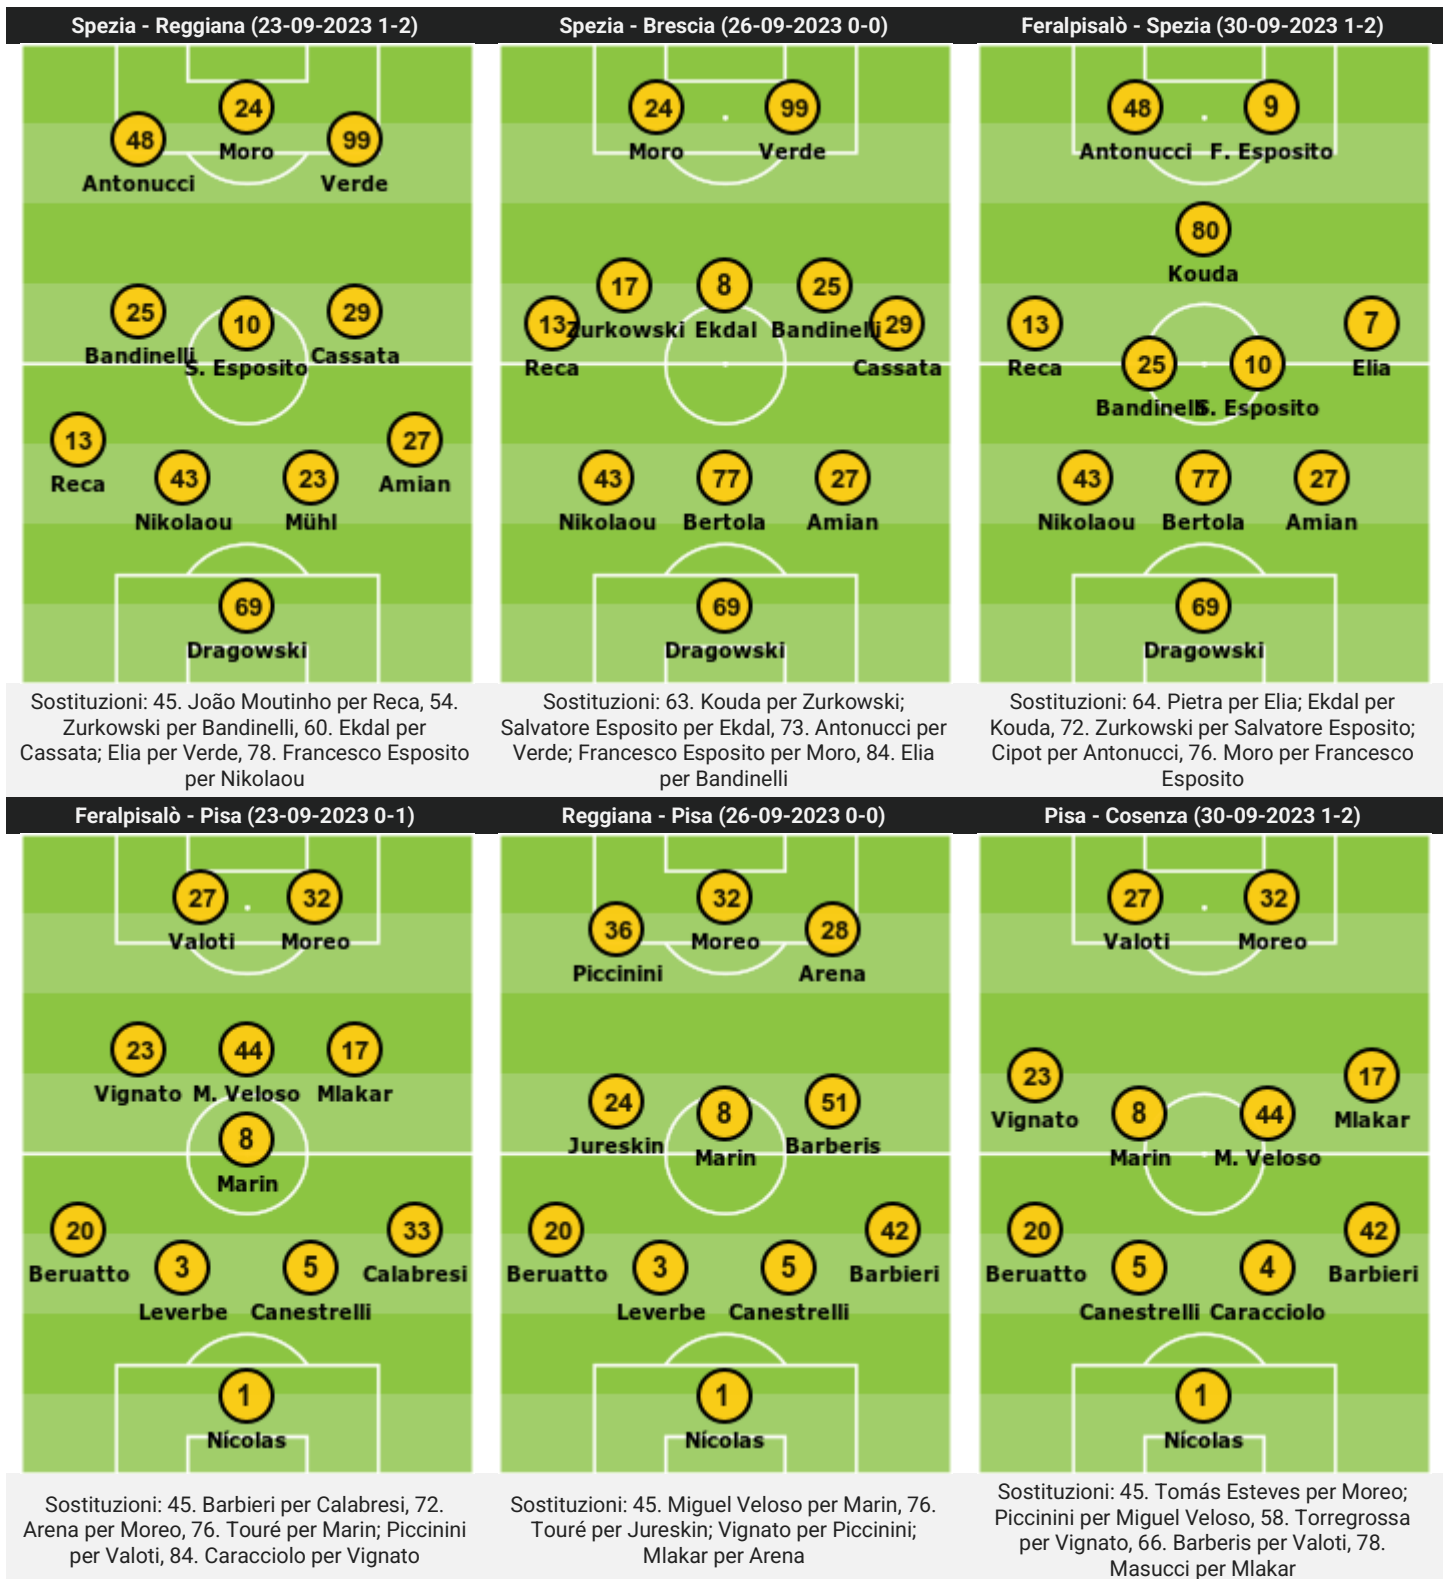 Spezia - Reggiana (23-09-2023 1-2)
24
Moro
48
Antonucci
99
Verde
25
Bandinelli
10
S. Esposito
29
Cassata
13
Reca
27
Amian
43
Nikolaou
23
Mühl
69
Dragowski
Sostituzioni: 45. João Moutinho per Reca, 54.
Zurkowski per Bandinelli, 60. Ekdal per
Cassata; Elia per Verde, 78. Francesco Esposito
per Nikolaou
Spezia - Brescia (26-09-2023 0-0)
24
Moro
99
Verde
17
Zurkowski
8
Ekdal
25
Bandinelli
13
Reca
29
Cassata
43
Nikolaou
77
Bertola
27
Amian
69
Dragowski
Sostituzioni: 63. Kouda per Zurkowski;
Salvatore Esposito per Ekdal, 73. Antonucci per
Verde; Francesco Esposito per Moro, 84. Elia
per Bandinelli
Feralpisalò - Spezia (30-09-2023 1-2)
48
Antonucci
9
F. Esposito
80
Kouda
13
Reca
7
Elia
25
Bandinelli
10
S. Esposito
43
Nikolaou
77
Bertola
27
Amian
69
Dragowski
Sostituzioni: 64. Pietra per Elia; Ekdal per
Kouda, 72. Zurkowski per Salvatore Esposito;
Cipot per Antonucci, 76. Moro per Francesco
Esposito
Feralpisalò - Pisa (23-09-2023 0-1)
27
Valoti
32
Moreo
23
Vignato
44
M. Veloso
17
Mlakar
8
Marin
20
Beruatto
33
Calabresi
3
Leverbe
5
Canestrelli
1
Nícolas
Sostituzioni: 45. Barbieri per Calabresi, 72.
Arena per Moreo, 76. Touré per Marin; Piccinini
per Valoti, 84. Caracciolo per Vignato
Reggiana - Pisa (26-09-2023 0-0)
32
Moreo
36
Piccinini
28
Arena
24
Jureskin
8
Marin
51
Barberis
20
Beruatto
42
Barbieri
3
Leverbe
5
Canestrelli
1
Nícolas
Sostituzioni: 45. Miguel Veloso per Marin, 76.
Touré per Jureskin; Vignato per Piccinini;
Mlakar per Arena
Pisa - Cosenza (30-09-2023 1-2)
27
Valoti
32
Moreo
23
Vignato
17
Mlakar
8
Marin
44
M. Veloso
20
Beruatto
42
Barbieri
5
Canestrelli
4
Caracciolo
1
Nícolas
Sostituzioni: 45. Tomás Esteves per Moreo;
Piccinini per Miguel Veloso, 58. Torregrossa
per Vignato, 66. Barberis per Valoti, 78.
Masucci per Mlakar